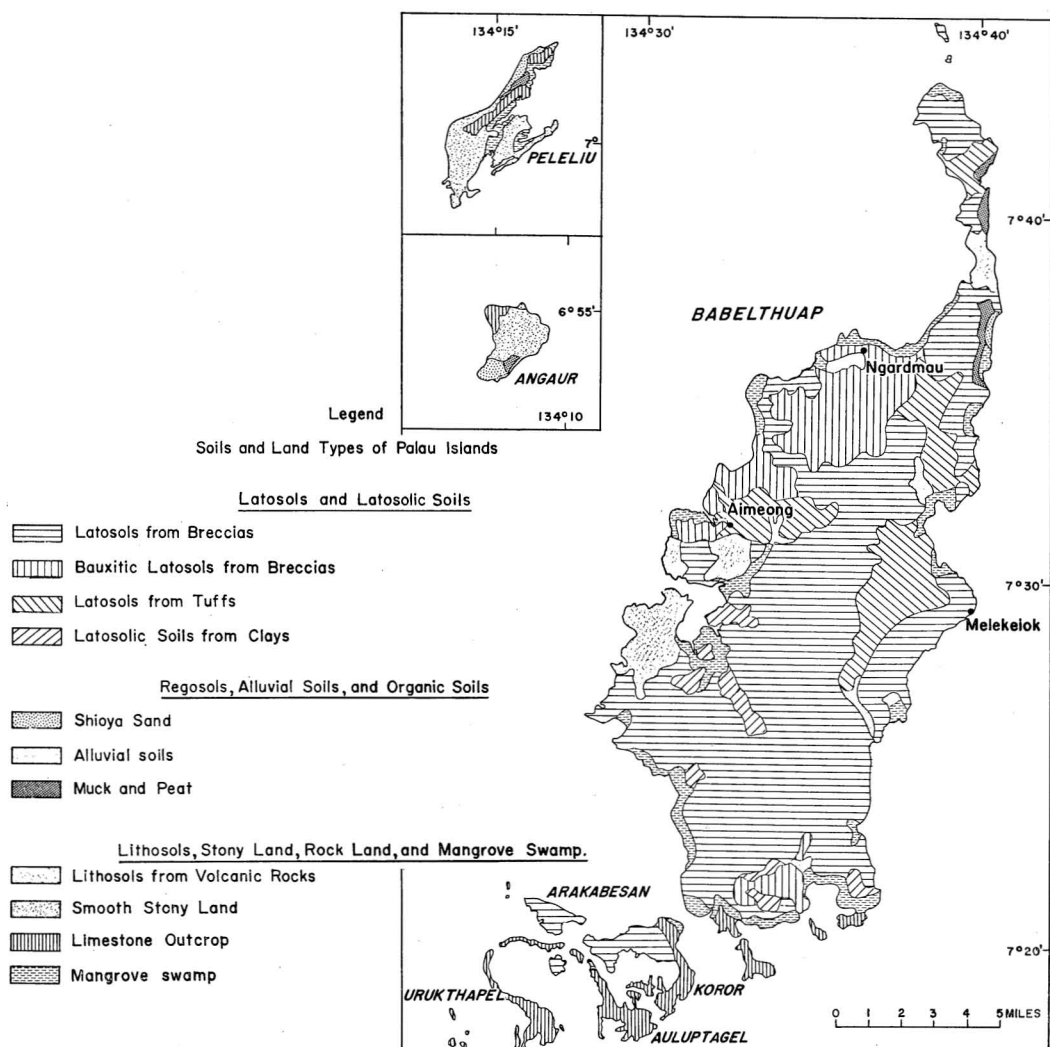 134°15'
134°30'
134°40'
a
7°
PELELIU
7°40'
6°55'
BABELTHUAP
Ngardmau
ANGAUR
134°10
Legend
Soils and Land Types of Palau Islands
Latosols and Latosolic Soils
Latosols from Breccias
Bauxitic Latosols from Breccias
Latosols from Tuffs
Latosolic Soils from Clays
Aimeong
7°30'
Melekeiok
Regosols, Alluvial Soils, and Organic Soils
Shioya Sand
Alluvial soils
Muck and Peat
Lithosols, Stony Land, Rock Land, and Mangrove Swamp.
Lithosols from Volcanic Rocks
Smooth Stony Land
Limestone Outcrop
Mangrove swamp
ARAKABESAN
7°20'
URUKTHAPEL
KOROR
AULUPTAGEL
0 1 2 3 4 5 MILES